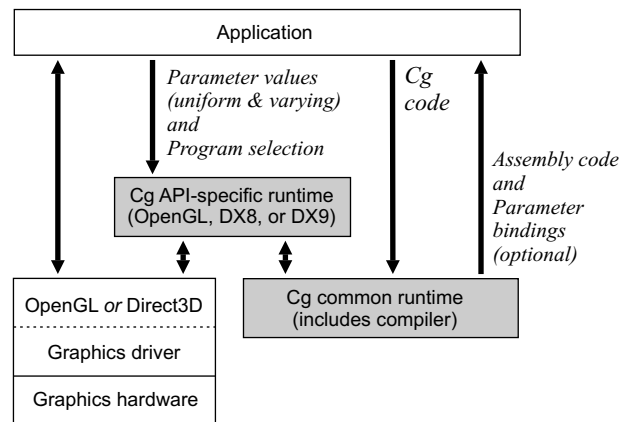 Application
Parameter values
(uniform & varying)
and
Program selection
Cg
code
Assembly code
and
Parameter
bindings
(optional)
Cg API-specific runtime
(OpenGL, DX8, or DX9)
OpenGL or Direct3D
Graphics driver
Graphics hardware
Cg common runtime
(includes compiler)